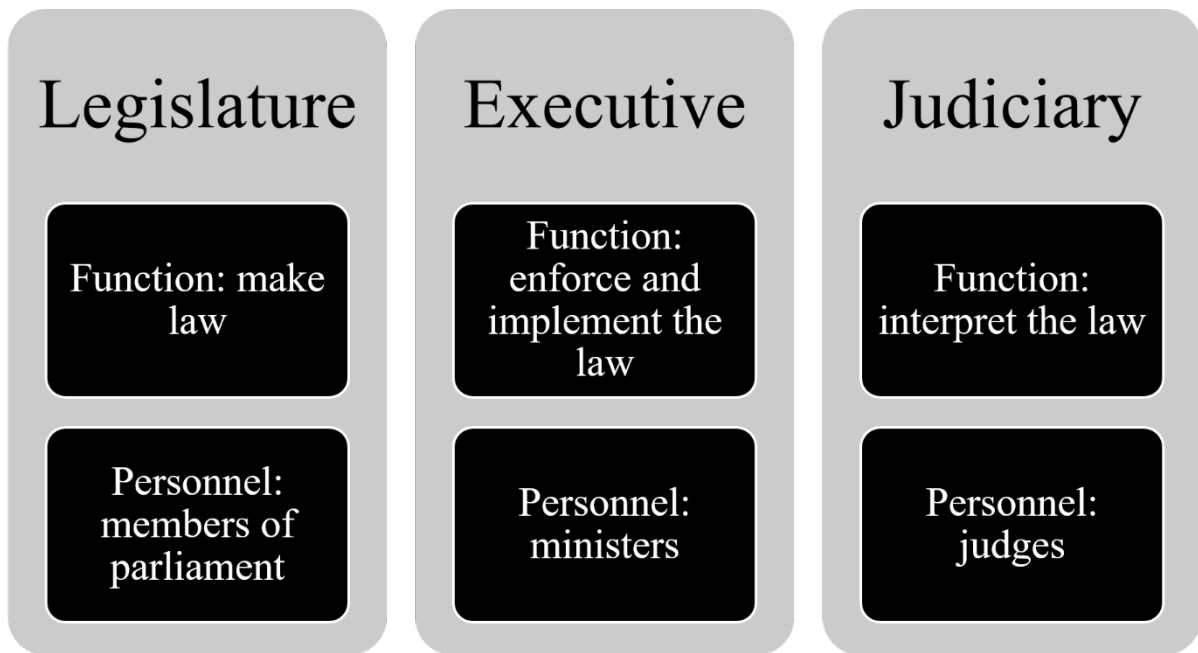 Legislature
Function: make
law
Personnel:
members of
parliament
Executive
Function:
enforce and
implement the
law
Personnel:
ministers
Judiciary
Function:
interpret the law
Personnel:
judges